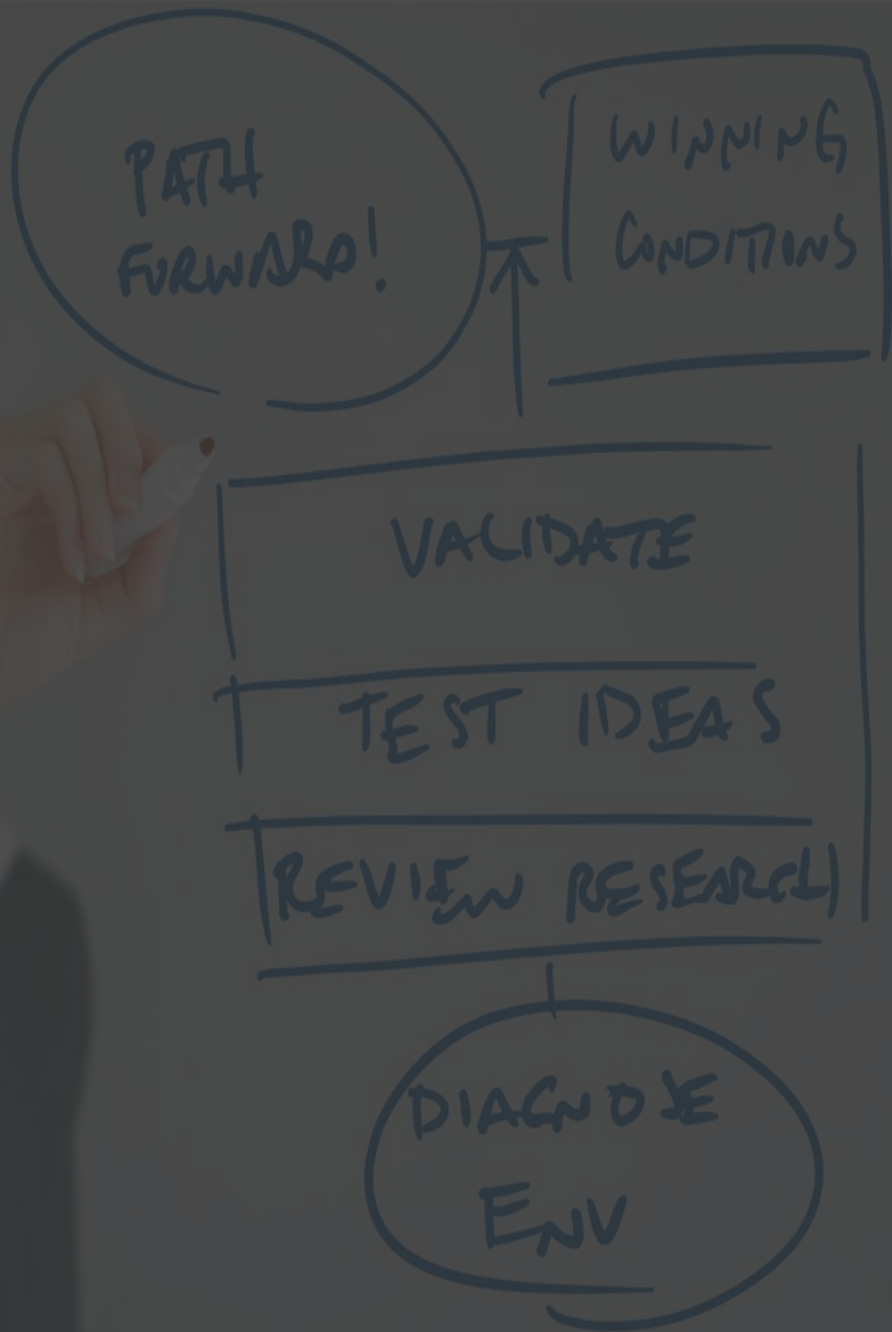 PATH
FORWARD!
WINNING
CONDITIONS
VALIDATE
TEST IDEAS
REVIEW RESEARCH
DIAGNOSE
ENV